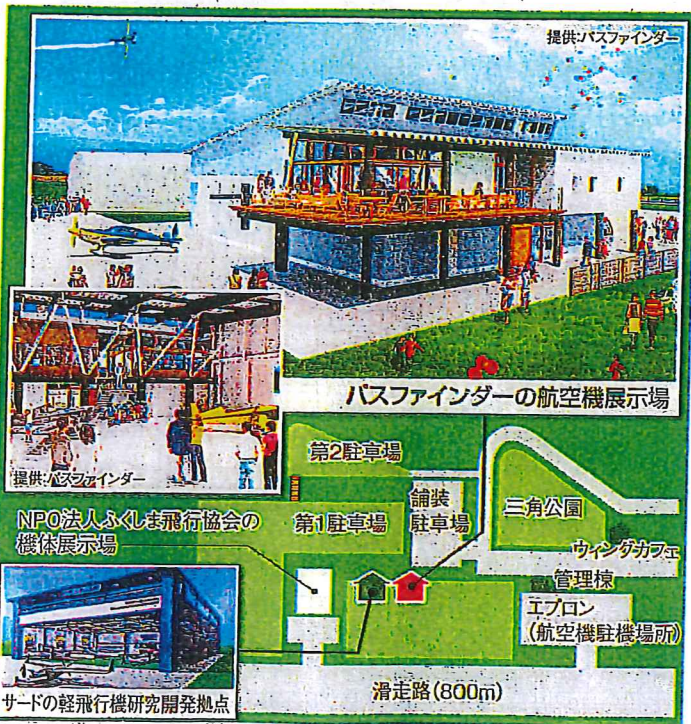 提供:パスファインダー
パスファインダーの航空機展示場
提供:パスファインダー
第2駐車場
NPO法人ふくしま飛行協会の
機体展示場
第1駐車場
舗装
駐車場
三角公園
ウィングカフェ
管理棟
エプロン
(航空機駐機場所)
サードの軽飛行機研究開発拠点
滑走路(800m)